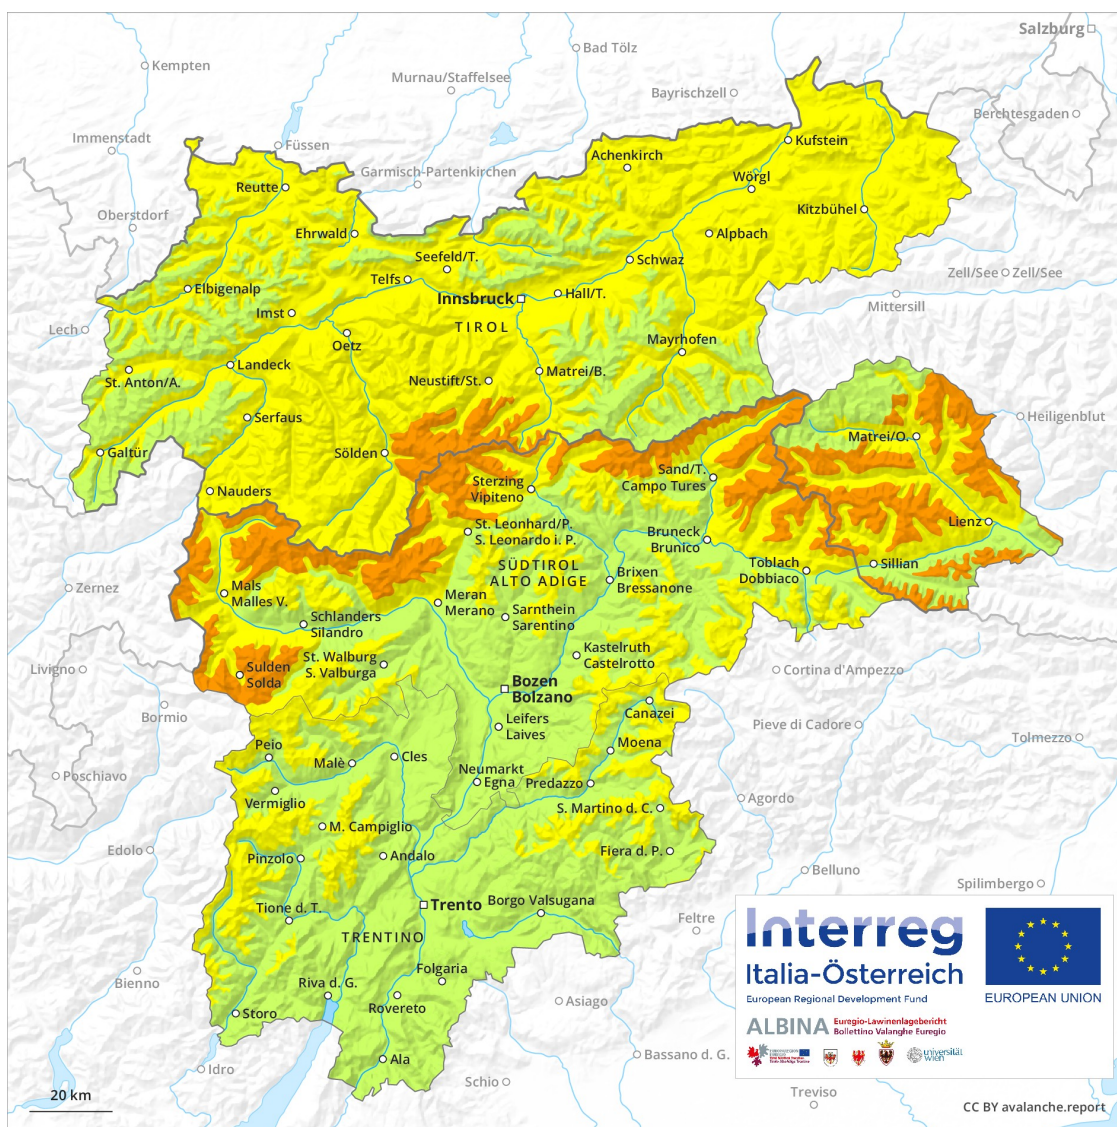 Salzburg
Bad Tölz
Kempten
Murnau/Staffelsee
Bayrischzell
Berchtesgaden
Immenstadt
Füssen
Kufstein
Achenkirch
Garmisch-Partenkirchen
Wörgl
Reutte
Oberstdorf
Kitzbühel
Ehrwald
Alpbach
Seefeld/T.
Schwaz
Zell/See
Zell/See
Telfs
Elbigenalp
Hall/T.
Innsbruck
Mittersill
Imst
TIROL
Lech
Oetz
Mayrhofen
Landeck
Matrei/B.
St. Anton/A.
Neustift/St.
Serfaus
Heiligenblut
Matrei/O.
Galtür
Sölden
Sand/T.
Campo Tures
Sterzing
Vipiteno
Nauders
St. Leonhard/P.
S. Leonardo i. P.
Lienz
Bruneck
Brunico
SÜDTIROL
ALTO ADIGE
Toblach
Dobbiaco
Sillian
Brixen
Bressanone
Zernez
Mals
Malles V.
Meran
Merano
Schlanders
Silandro
Sarnthein
Sarentino
Kastelruth
Castelrotto
Livigno
Sulden
Solda
St. Walburg
S. Valburga
Cortina d'Ampezzo
Bozen
Bolzano
Bormio
Canazei
Leifers
Laives
Pieve di Cadore
Tolmezzo
Peio
Moena
Cles
Malè
Poschiavo
Neumarkt
Egna
Predazzo
Vermiglio
Agordo
S. Martino d. C.
M. Campiglio
Edolo
Andalo
Pinzolo
Fiera d. P.
Belluno
Spilimbergo
Tione d. T.
Trento
Borgo Valsugana
Feltre
TRENTINO
Folgaria
Bienno
Riva d. G.
Rovereto
Asiago
Storo
Ala
Bassano d. G.
Idro
Schio
Treviso
20 km
Interreg
Italia-Österreich
European Regional Development Fund
EUROPEAN UNION
ALBINA
Euregio-Lawinenlagebericht
Bollettino Valanghe Euregio
universität
wien
CC BY avalanche.report